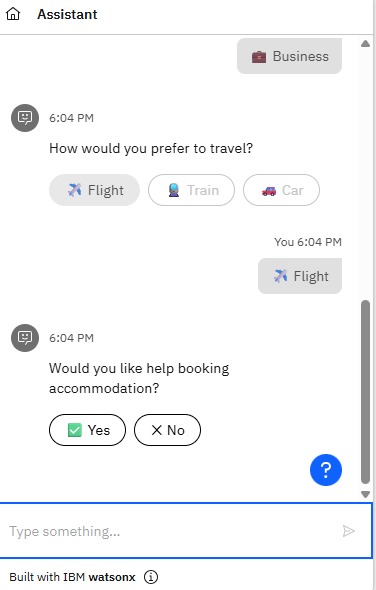 Assistant
💼 Business
6:04 PM
How would you prefer to travel?
✈️ Flight 🚆 Train 🚗 Car
You 6:04 PM
✈️ Flight
6:04 PM
Would you like help booking
accommodation?
✅ Yes ✕ No
?
Type something...
Built with IBM watsonx